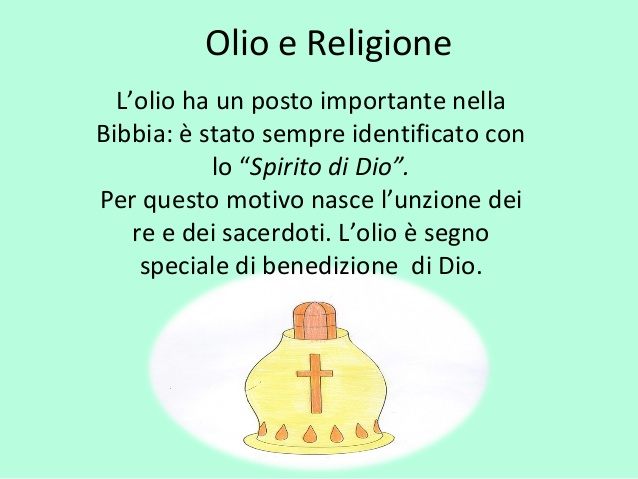 Olio e Religione
L’olio ha un posto importante nella
Bibbia: è stato sempre identificato con
lo “Spirito di Dio”.
Per questo motivo nasce l’unzione dei
re e dei sacerdoti. L’olio è segno
speciale di benedizione  di Dio.